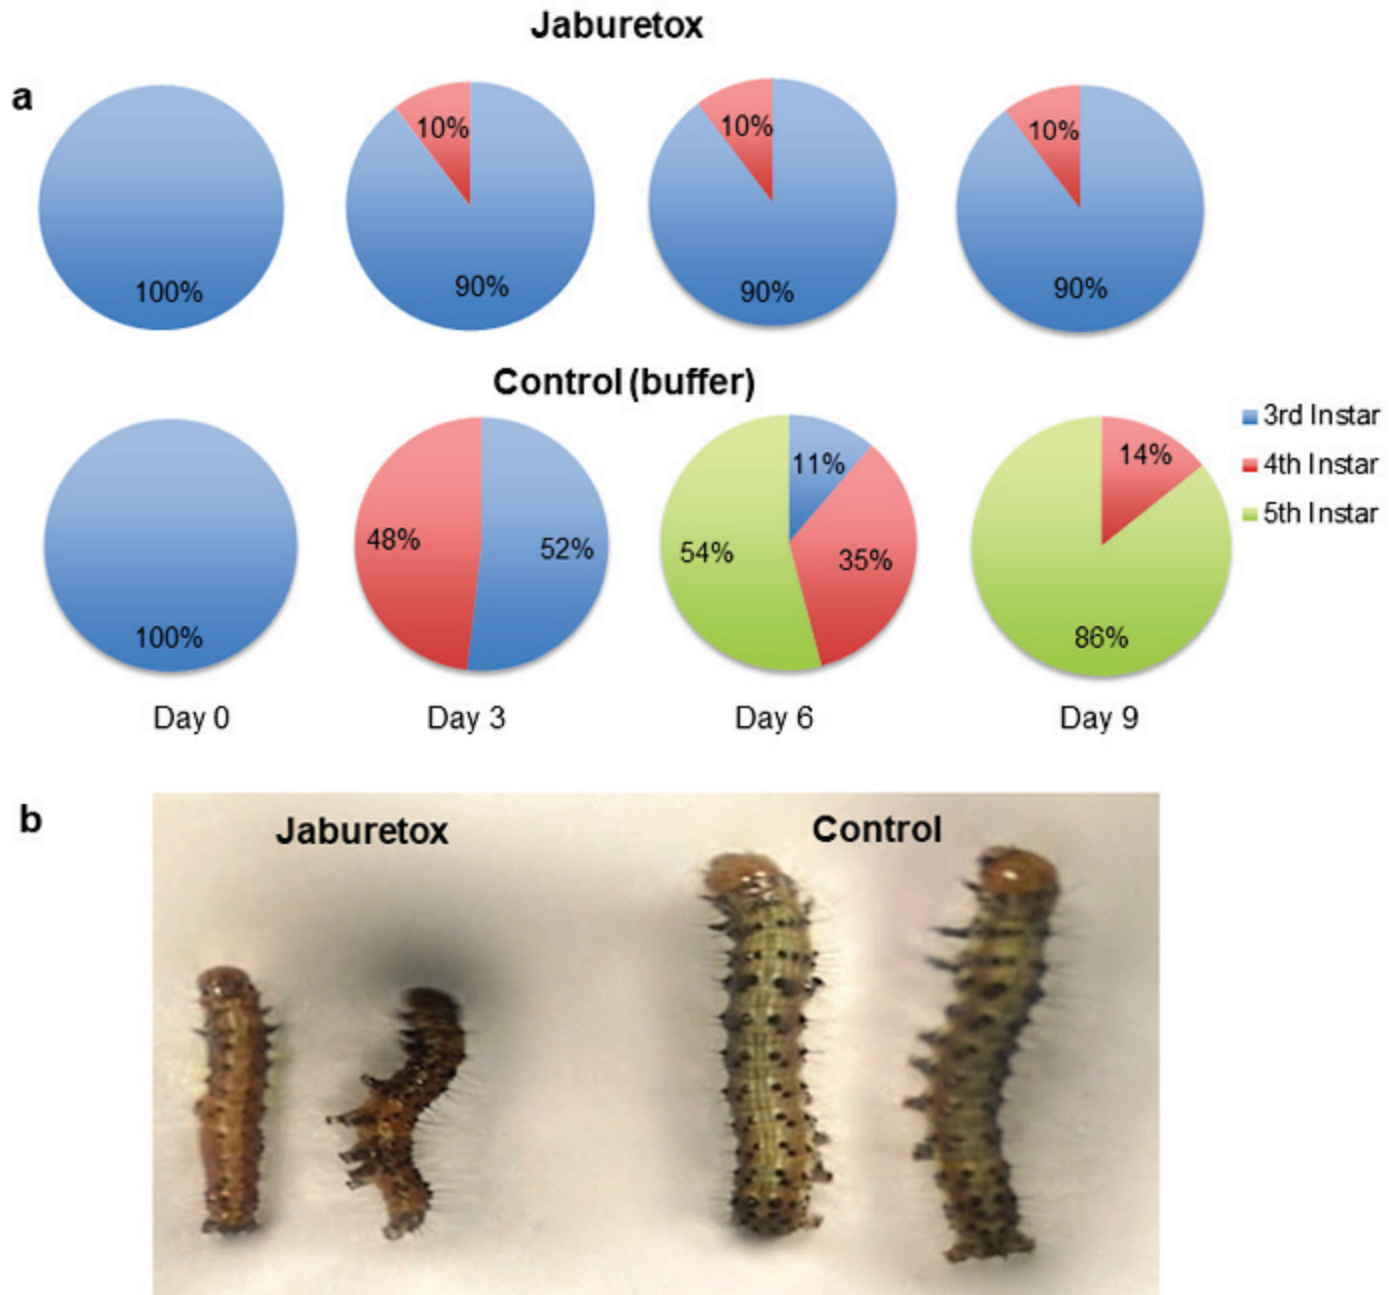 Jaburetox
a
10%
10%
10%
100%
90%
90%
90%
Control (buffer)
3rd Instar
4th Instar
5th Instar
11%
14%
48%
52%
54%
35%
100%
86%
Day 0
Day 3
Day 6
Day 9
b
Jaburetox
Control